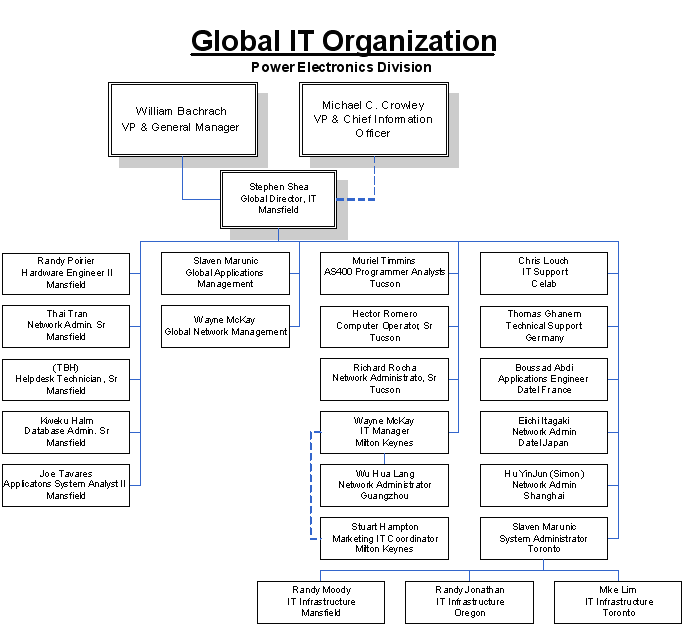 Global IT Organization
Power Electronics Division
William Bachrach
VP & General Manager
Michael C. Crowley
VP & Chief Information
Officer
Stephen Shea
Global Director, IT
Mansfield
Randy Poirier
Hardware Engineer II
Mansfield
Thai Tran
Network Admin. Sr
Mansfield
(TBH)
Helpdesk Technician, Sr
Mansfield
Kweku Halm
Database Admin. Sr
Mansfield
Joe Tavares
Applicatons System Analyst II
Mansfield
Slaven Marunic
Global Applications
Management
Wayne McKay
Global Network Management
Muriel Timmins
AS400 Programmer Analysts
Tucson
Hector Romero
Computer Operator, Sr
Tucson
Richard Rocha
Network Administrato, Sr
Tucson
Wayne McKay
IT Manager
Milton Keynes
Wu Hua Lang
Network Administrator
Guangzhou
Stuart Hampton
Marketing IT Coordinator
Milton Keynes
Chris Louch
IT Support
Celab
Thomas Ghanem
Technical Support
Germany
Boussad Abdi
Applications Engineer
Datel France
Eiichi Itagaki
Network Admin
Datel Japan
Hu YinJun (Simon)
Network Admin
Shanghai
Slaven Marunic
System Administrator
Toronto
Randy Moody
IT Infrastructure
Mansfield
Randy Jonathan
IT Infrastructure
Oregon
Mke Lim
IT Infrastructure
Toronto